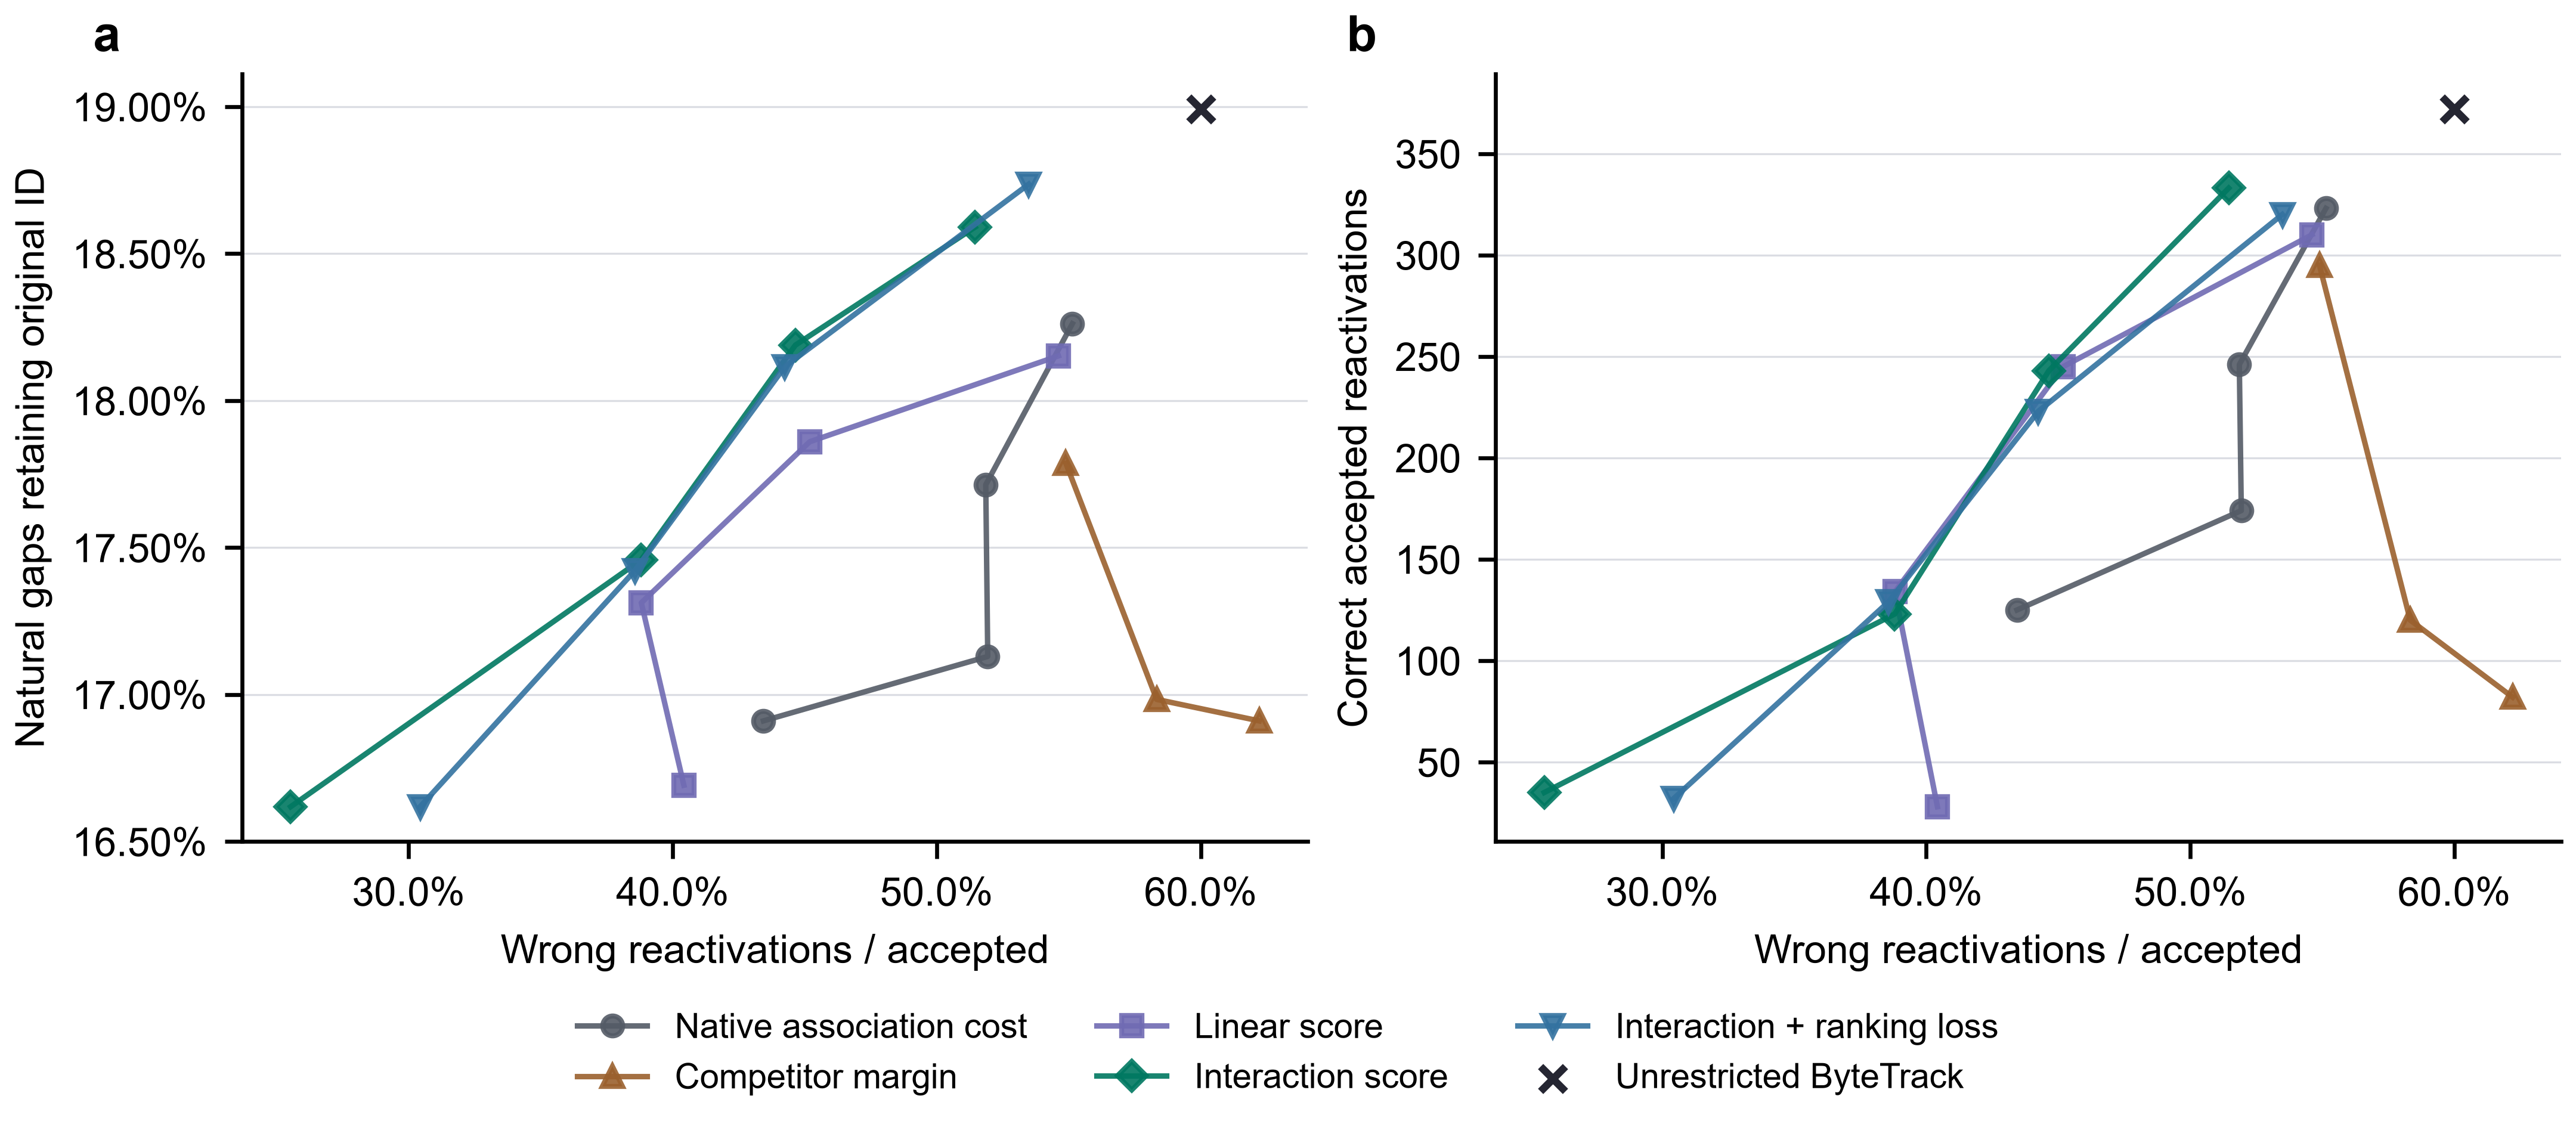 a
19.00%
18.50%
18.00%
17.50%
17.00%
16.50%
Natural gaps retaining original ID
30.0% 40.0% 50.0% 60.0%
Wrong reactivations / accepted
b
350
300
250
200
150
100
50
Correct accepted reactivations
30.0% 40.0% 50.0% 60.0%
Wrong reactivations / accepted
Native association cost
Competitor margin
Linear score
Interaction score
Interaction + ranking loss
Unrestricted ByteTrack